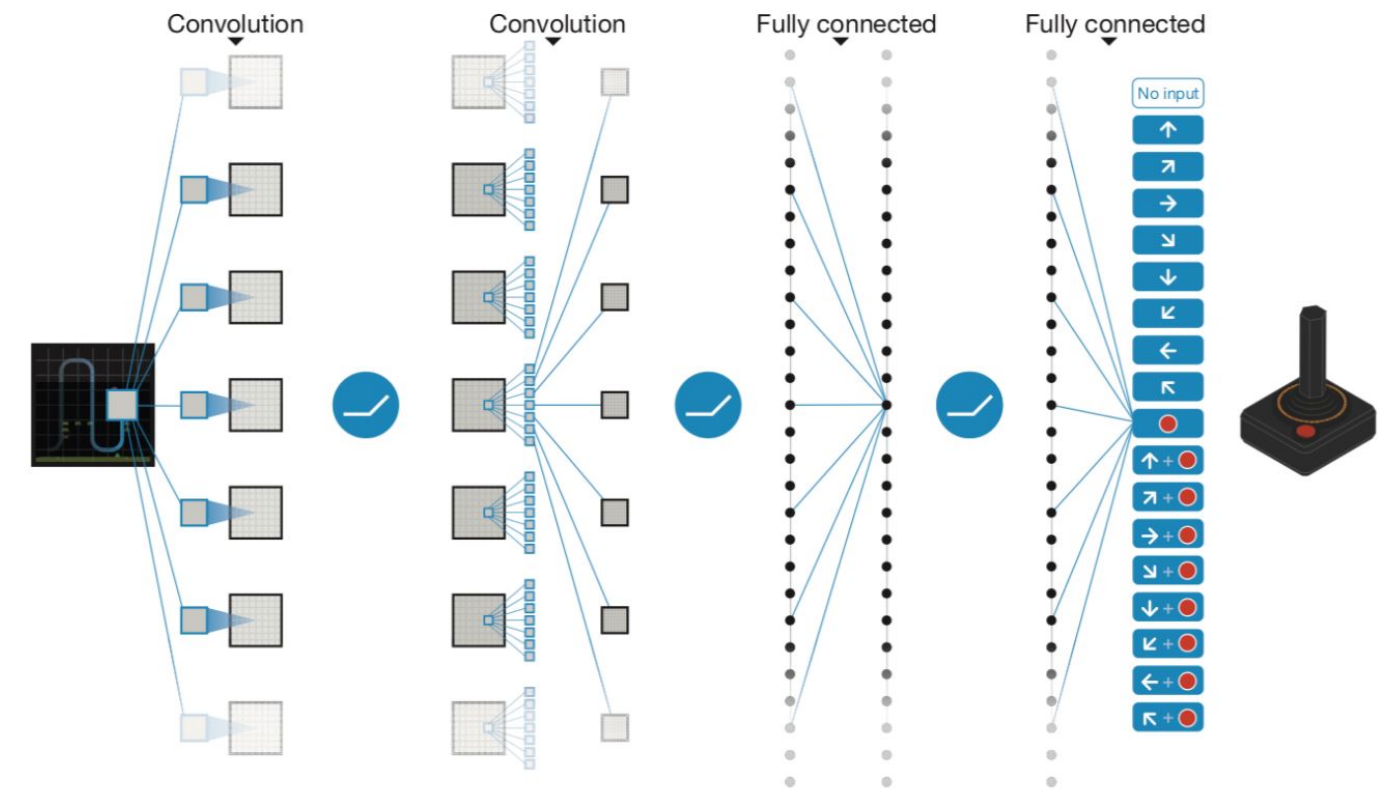 Convolution
Convolution
Fully connected
Fully connected
No input
+
+
+
+
+
+
+
+